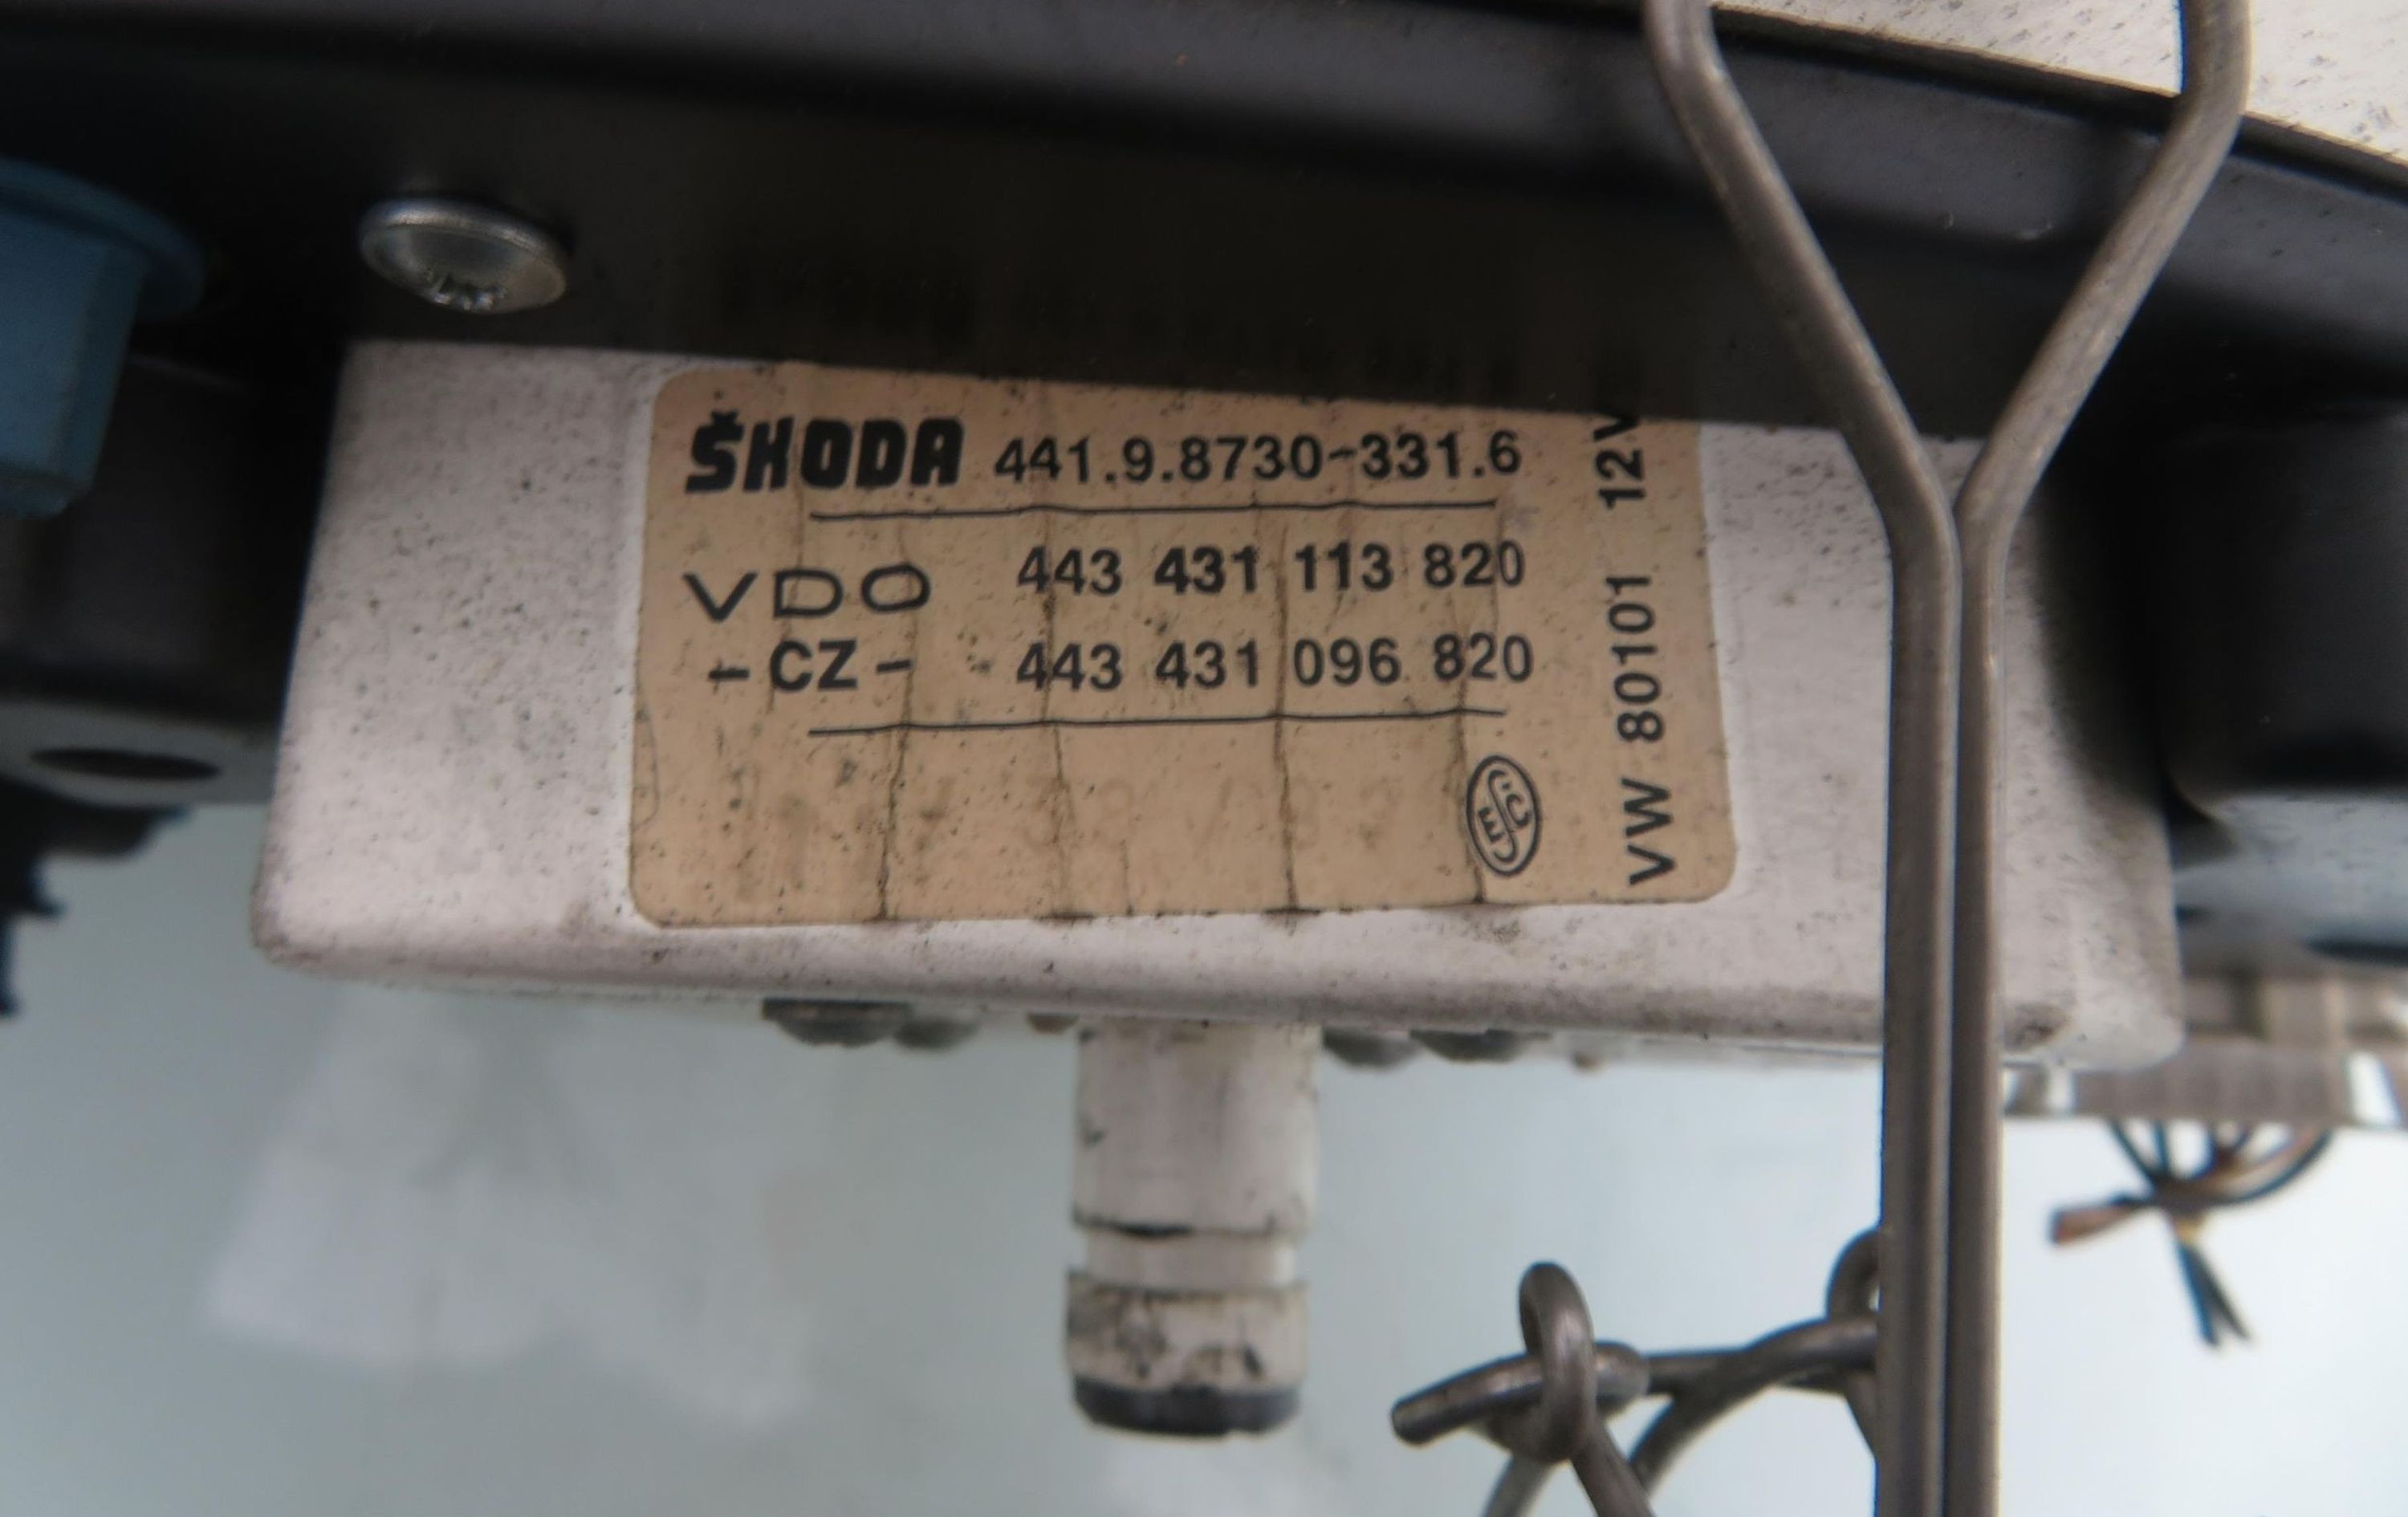 ŠKODA 441.9.8730-331.6
VDO 443 431 113 820
-CZ- 443 431 096 820
VW 80101 12V